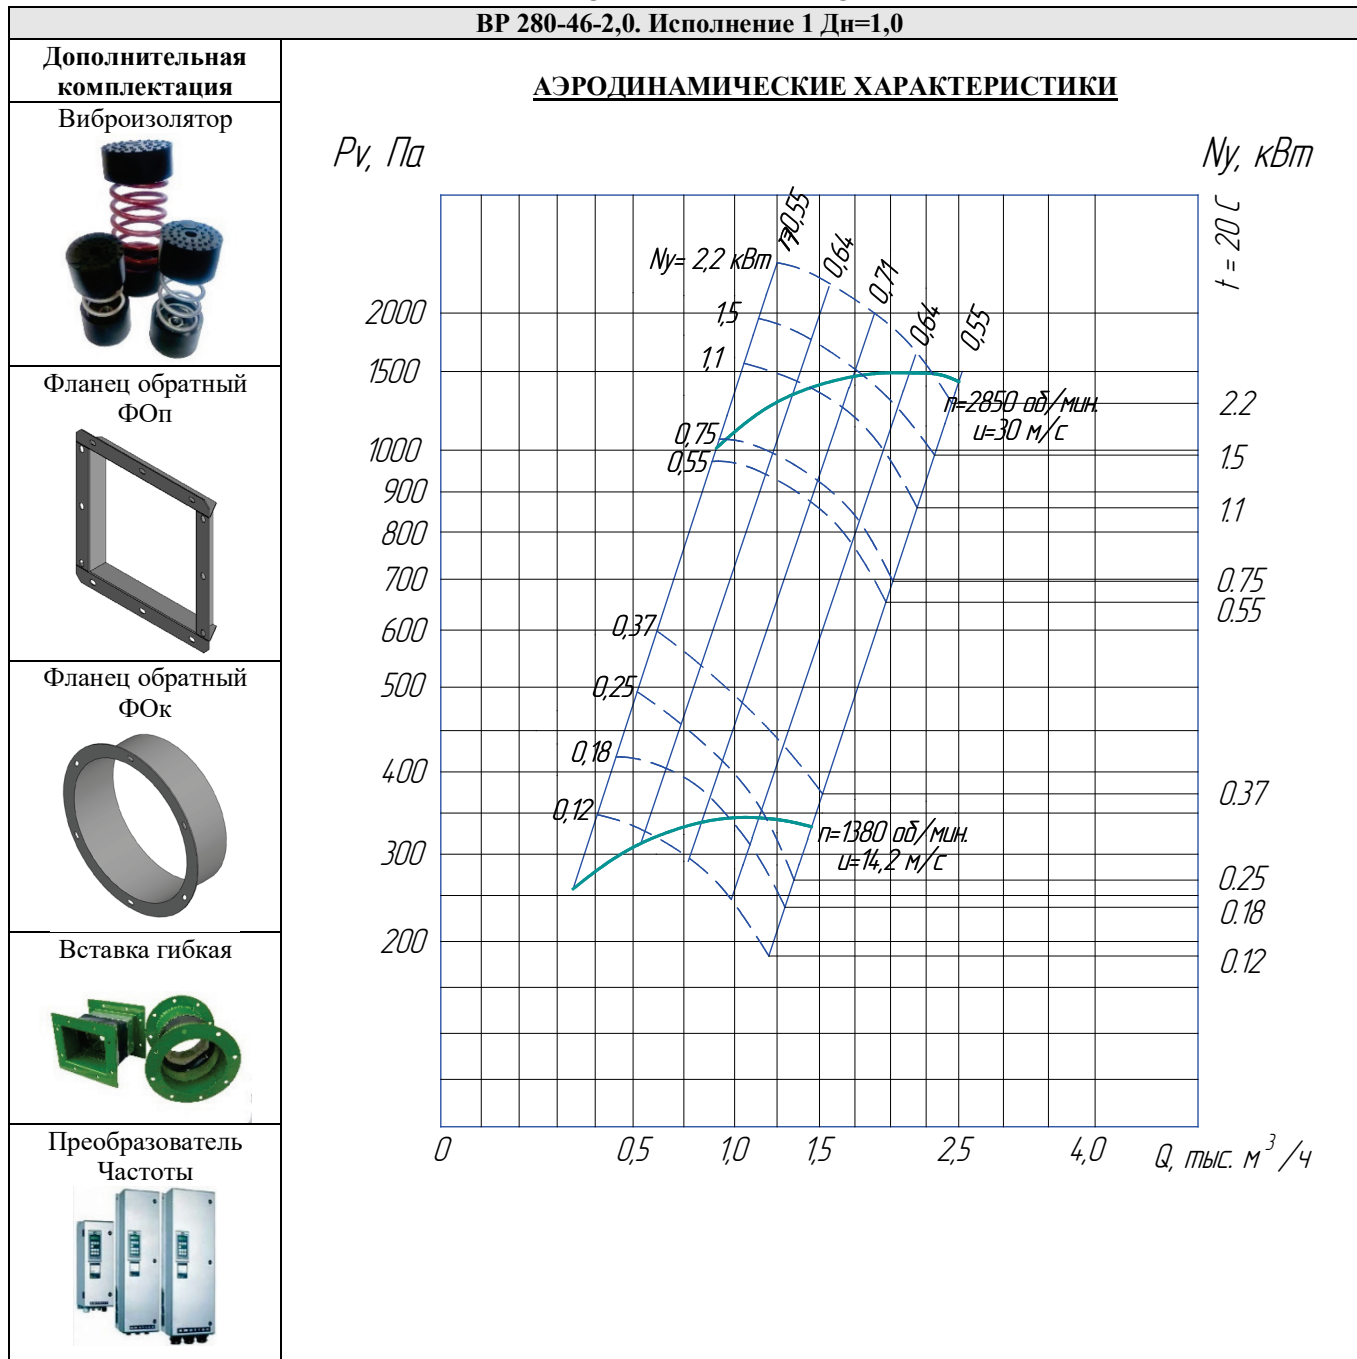 ВР 280-46-2,0. Исполнение 1 Дн=1,0
Дополнительная
комплектация
Виброизолятор
Фланец обратный
ФОп
Фланец обратный
ФОк
Вставка гибкая
Преобразователь
Частоты
АЭРОДИНАМИЧЕСКИЕ ХАРАКТЕРИСТИКИ
Pv, Па
Ny, кВт
t = 20 C
Ny= 2,2 кВт
η=0,55
0,64
0,71
0,64
0,55
1,5
1,1
0,75
0,55
0,37
0,25
0,18
0,12
n=2850 об/мин.
u=30 м/с
n=1380 об/мин.
u=14,2 м/с
2000
1500
1000
900
800
700
600
500
400
300
200
2.2
1.5
1.1
0.75
0.55
0.37
0.25
0.18
0.12
0
0,5
1,0
1,5
2,5
4,0
Q, тыс. м³/ч